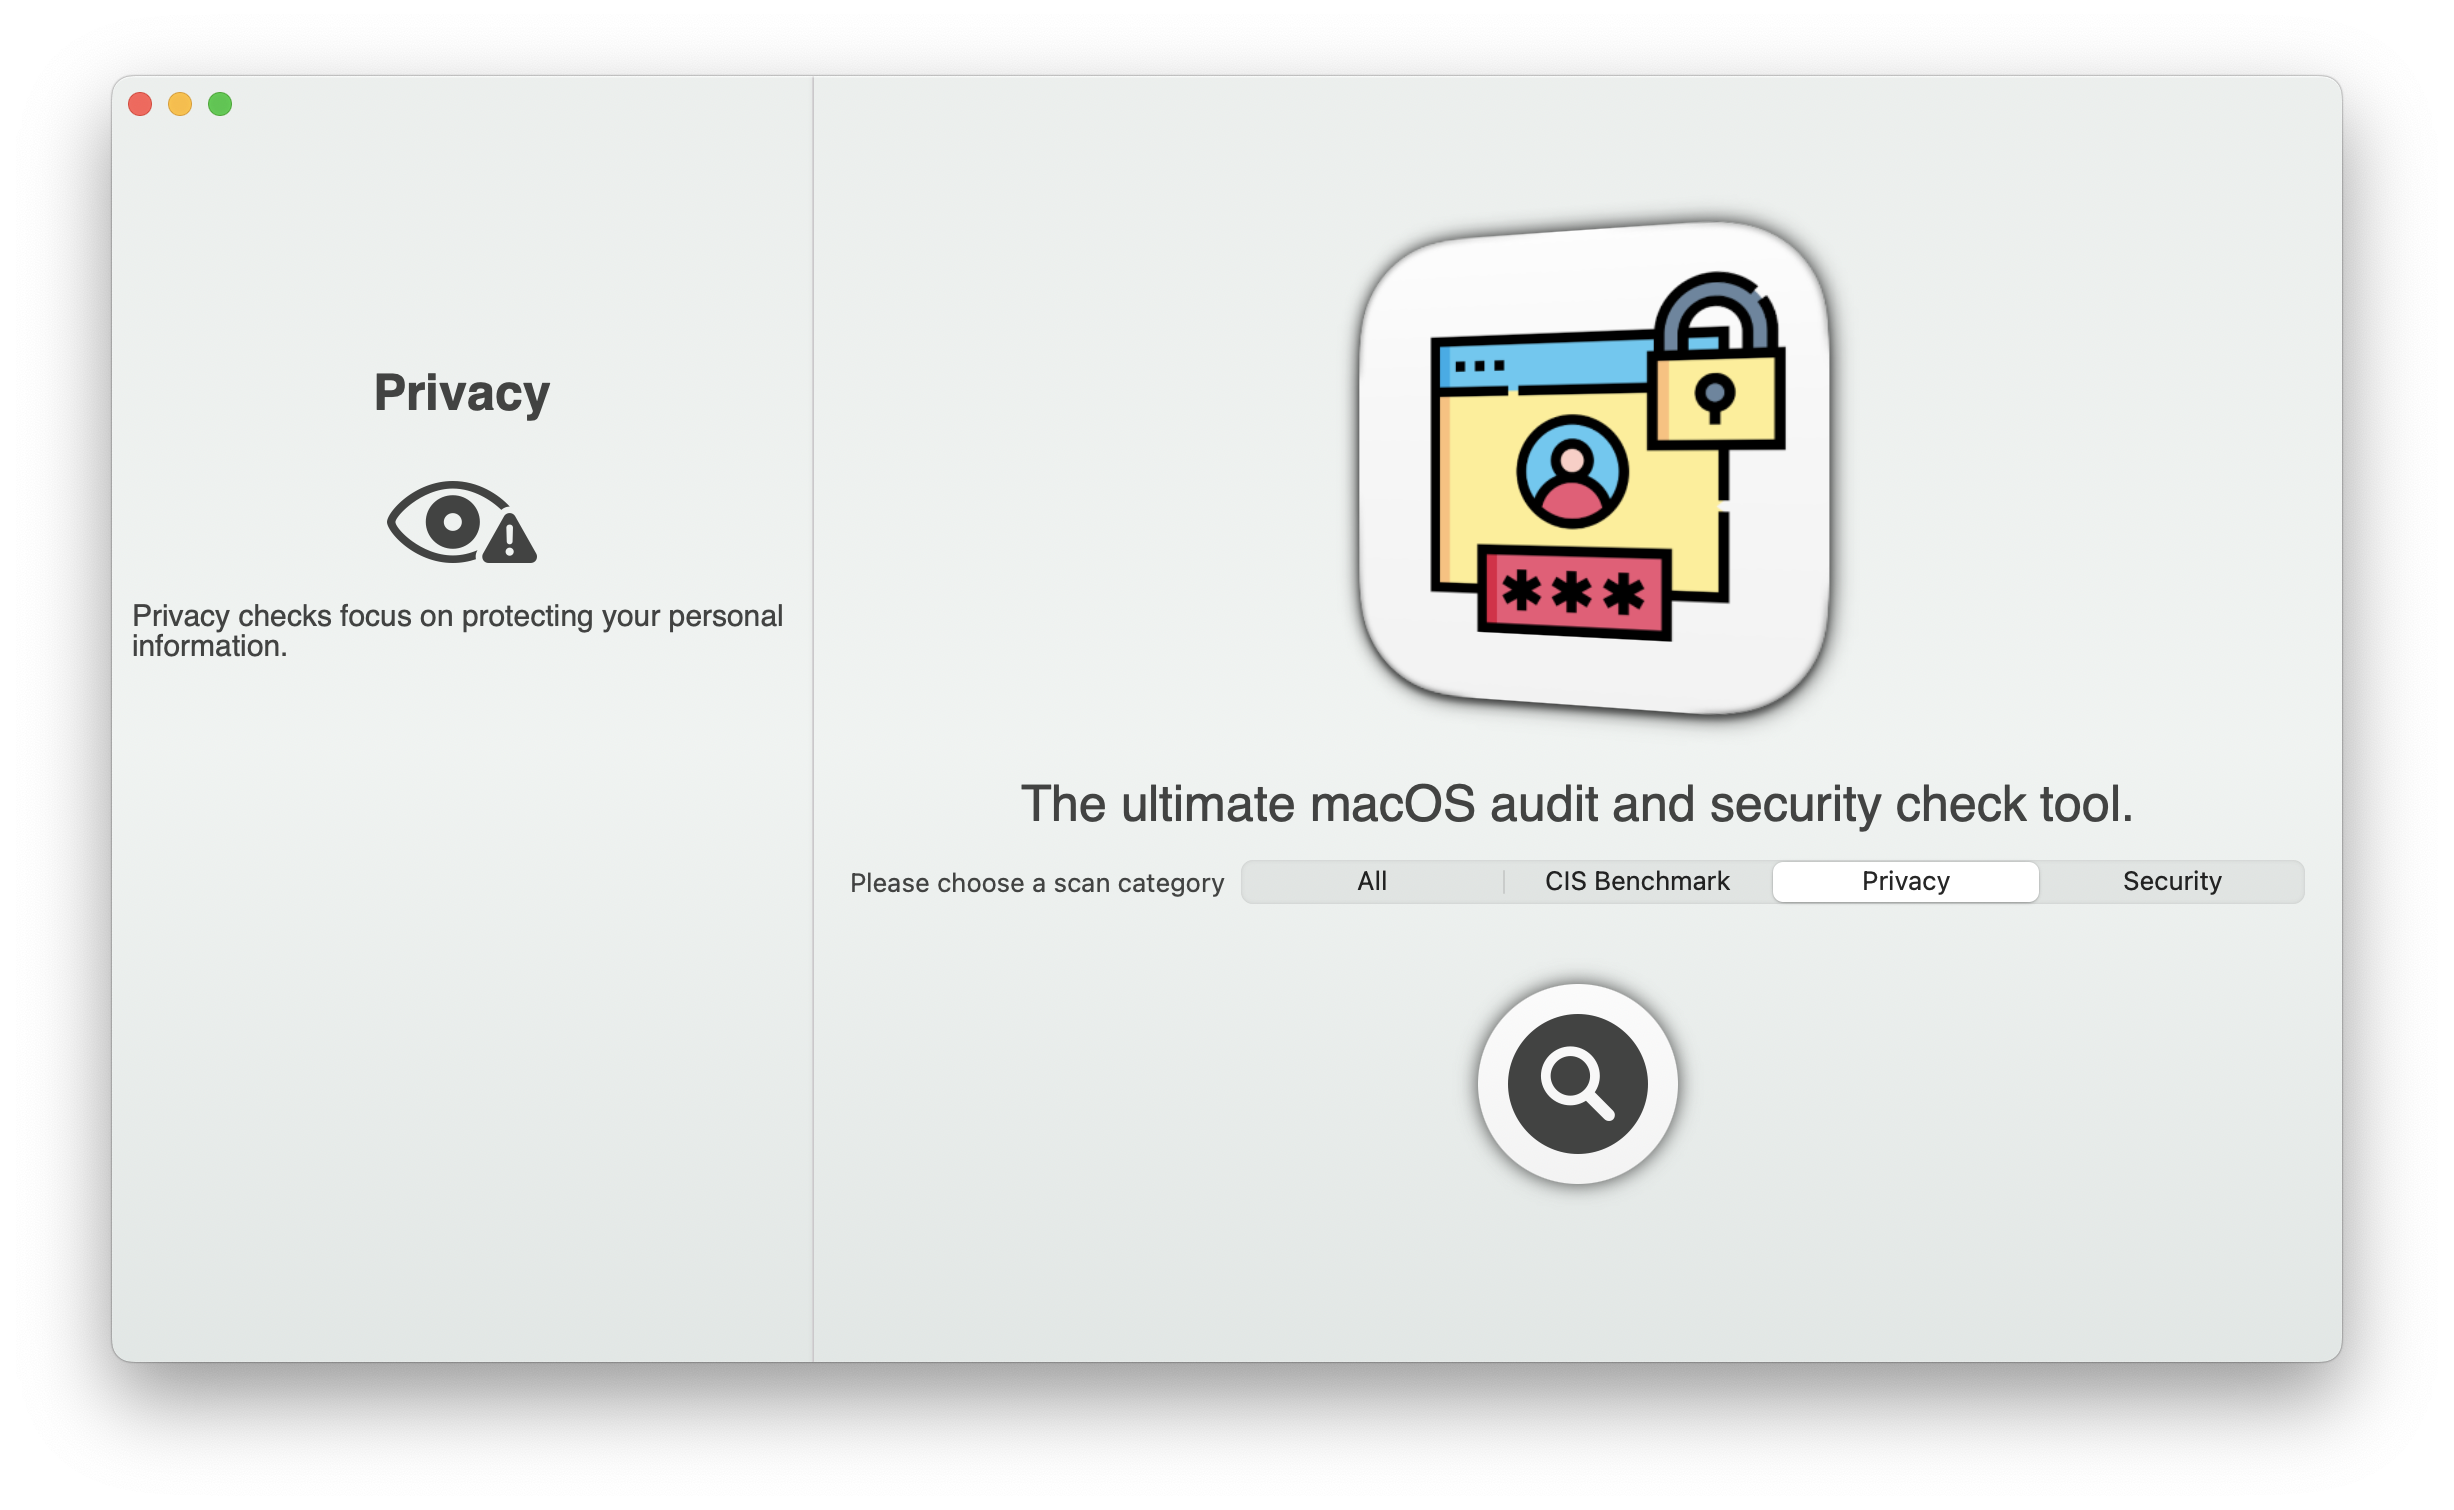 Privacy
Privacy checks focus on protecting your personal
information.
The ultimate macOS audit and security check tool.
Please choose a scan category
All
CIS Benchmark
Privacy
Security